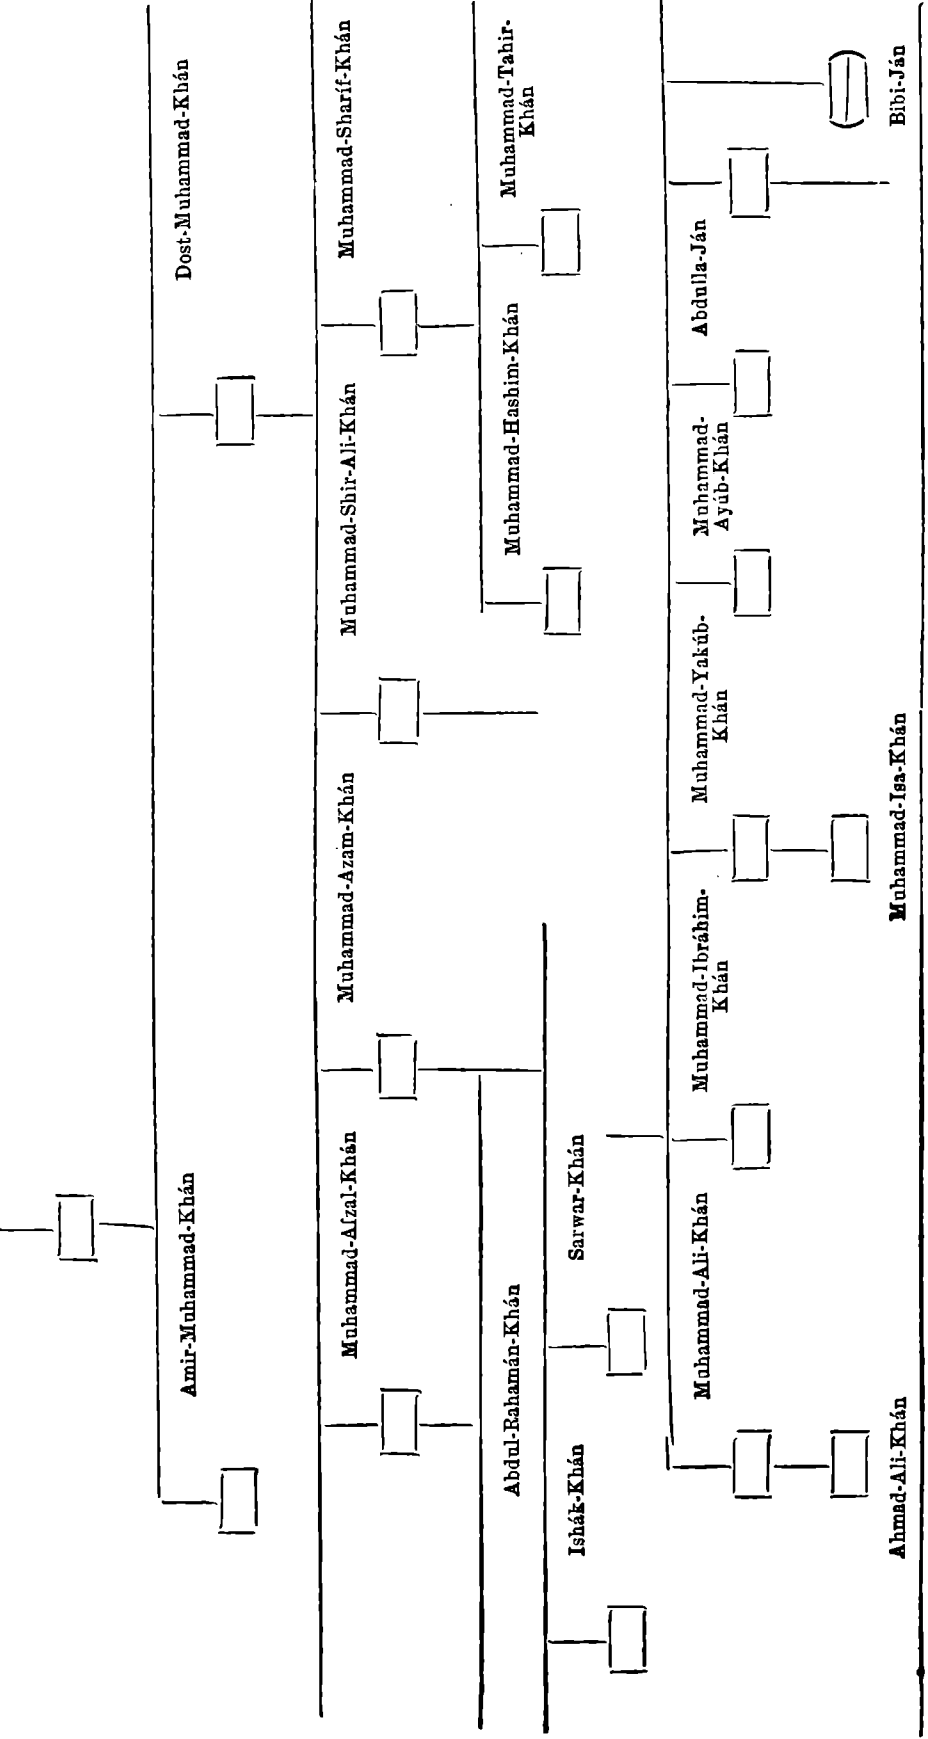 Amir-Muhammad-Khán
Dost-Muhammad-Khán
Muhammad-Afzal-Khán
Muhammad-Azam-Khán
Muhammad-Shir-Ali-Khán
Muhammad-Sharíf-Khán
Abdul-Rahamán-Khán
Muhammad-Hashim-Khán
Muhammad-Tahir-
Khán
Ishák-Khán
Sarwar-Khán
Muhammad-Ali-Khán
Muhammad-Ibráhim-
Khán
Muhammad-Yakúb-
Khán
Muhammad-
Ayúb-Khán
Abdulla-Ján
Ahmad-Ali-Khán
Muhammad-Isa-Khán
Bibi-Ján